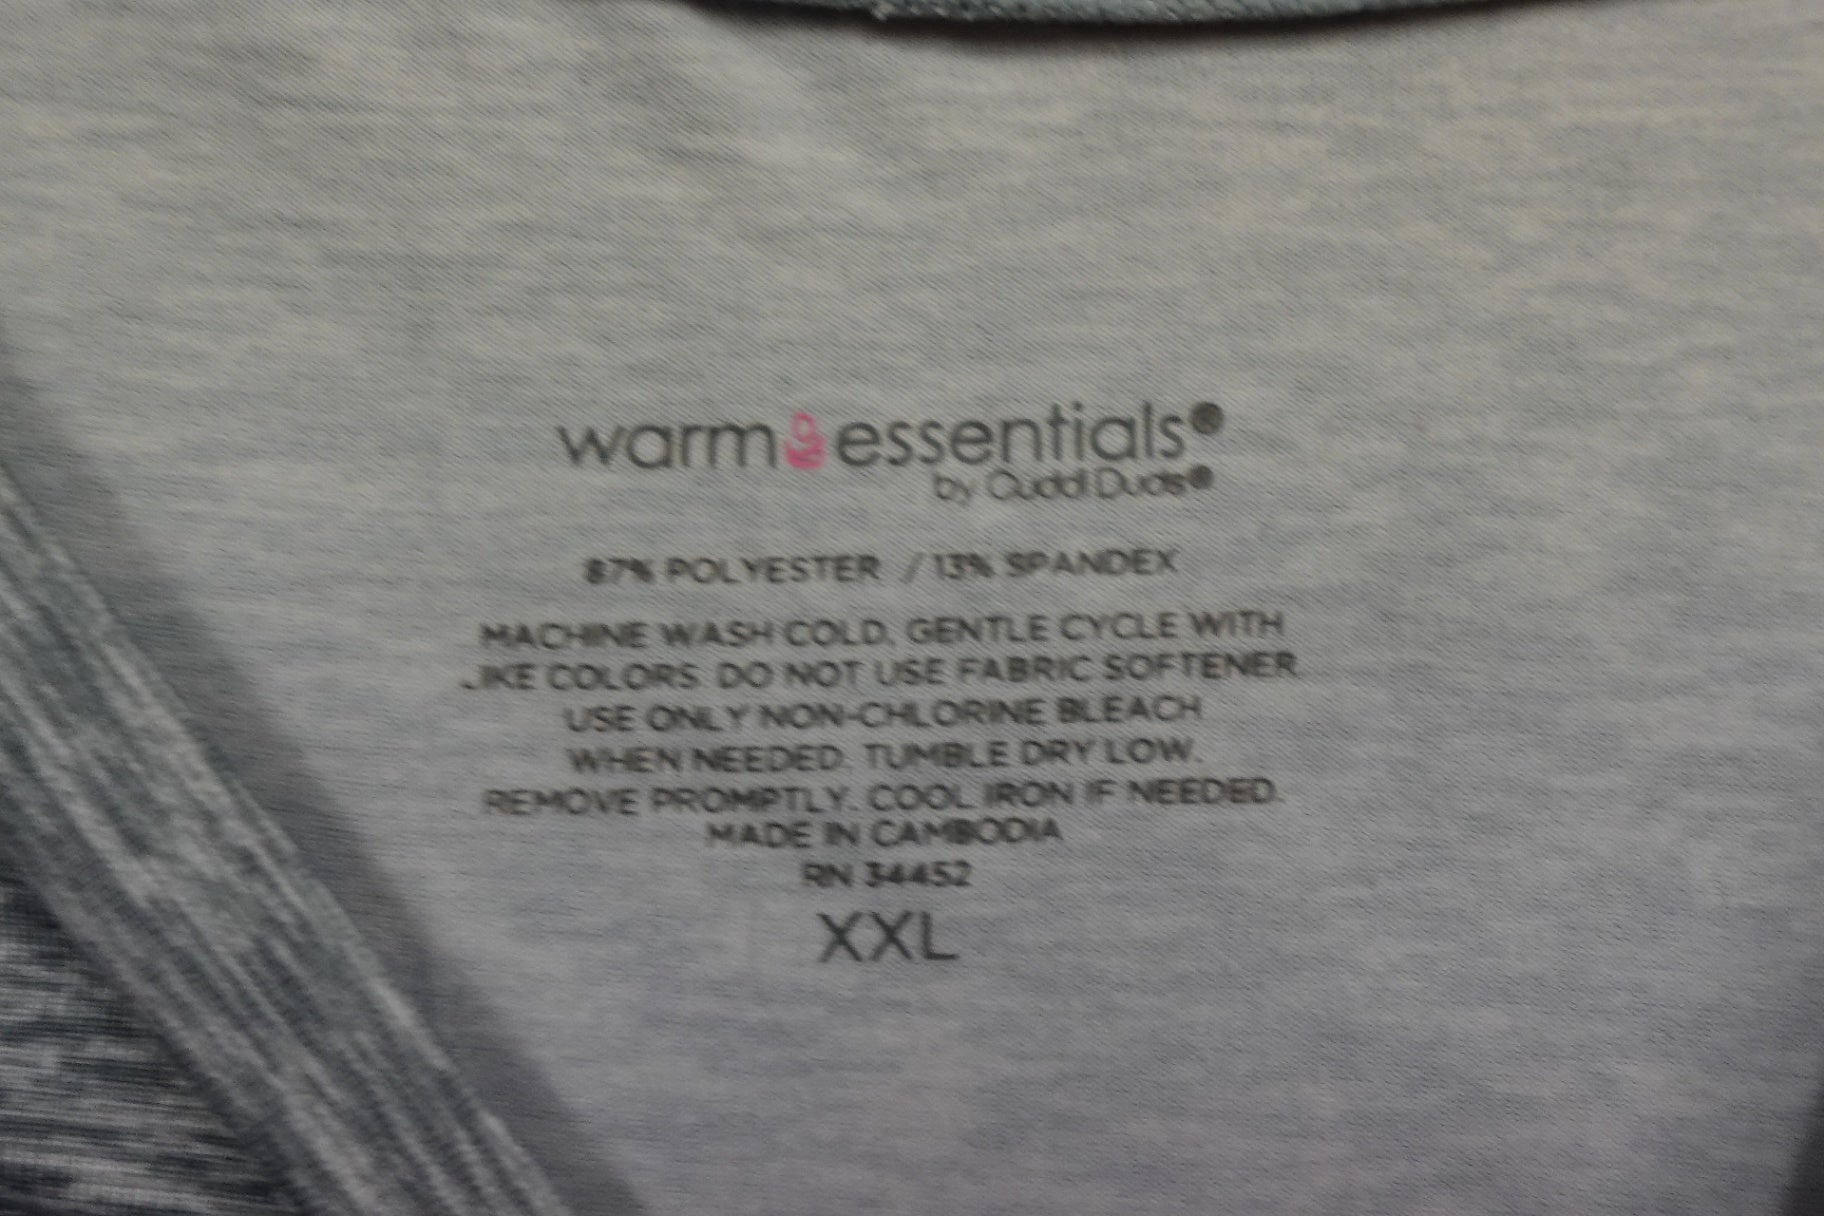 warm essentials®
by Cuddl Duds®
87% POLYESTER / 13% SPANDEX
MACHINE WASH COLD, GENTLE CYCLE WITH
LIKE COLORS. DO NOT USE FABRIC SOFTENER
USE ONLY NON-CHLORINE BLEACH
WHEN NEEDED. TUMBLE DRY LOW.
REMOVE PROMPTLY. COOL IRON IF NEEDED.
MADE IN CAMBODIA
RN 34452
XXL